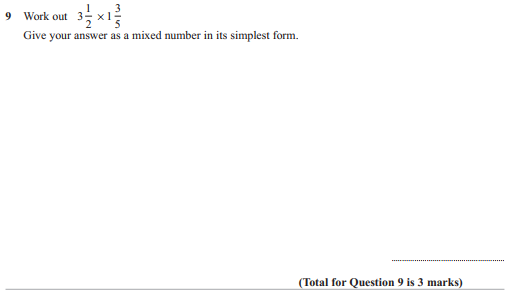 9 Work out 3 1/2 × 1 3/5
Give your answer as a mixed number in its simplest form.
(Total for Question 9 is 3 marks)